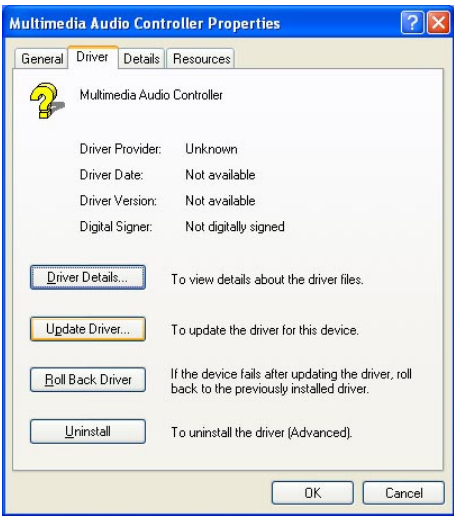 Multimedia Audio Controller Properties
General Driver Details Resources
Multimedia Audio Controller
Driver Provider: Unknown
Driver Date: Not available
Driver Version: Not available
Digital Signer: Not digitally signed
Driver Details... To view details about the driver files.
Update Driver... To update the driver for this device.
Roll Back Driver If the device fails after updating the driver, roll
back to the previously installed driver.
Uninstall To uninstall the driver (Advanced).
OK Cancel